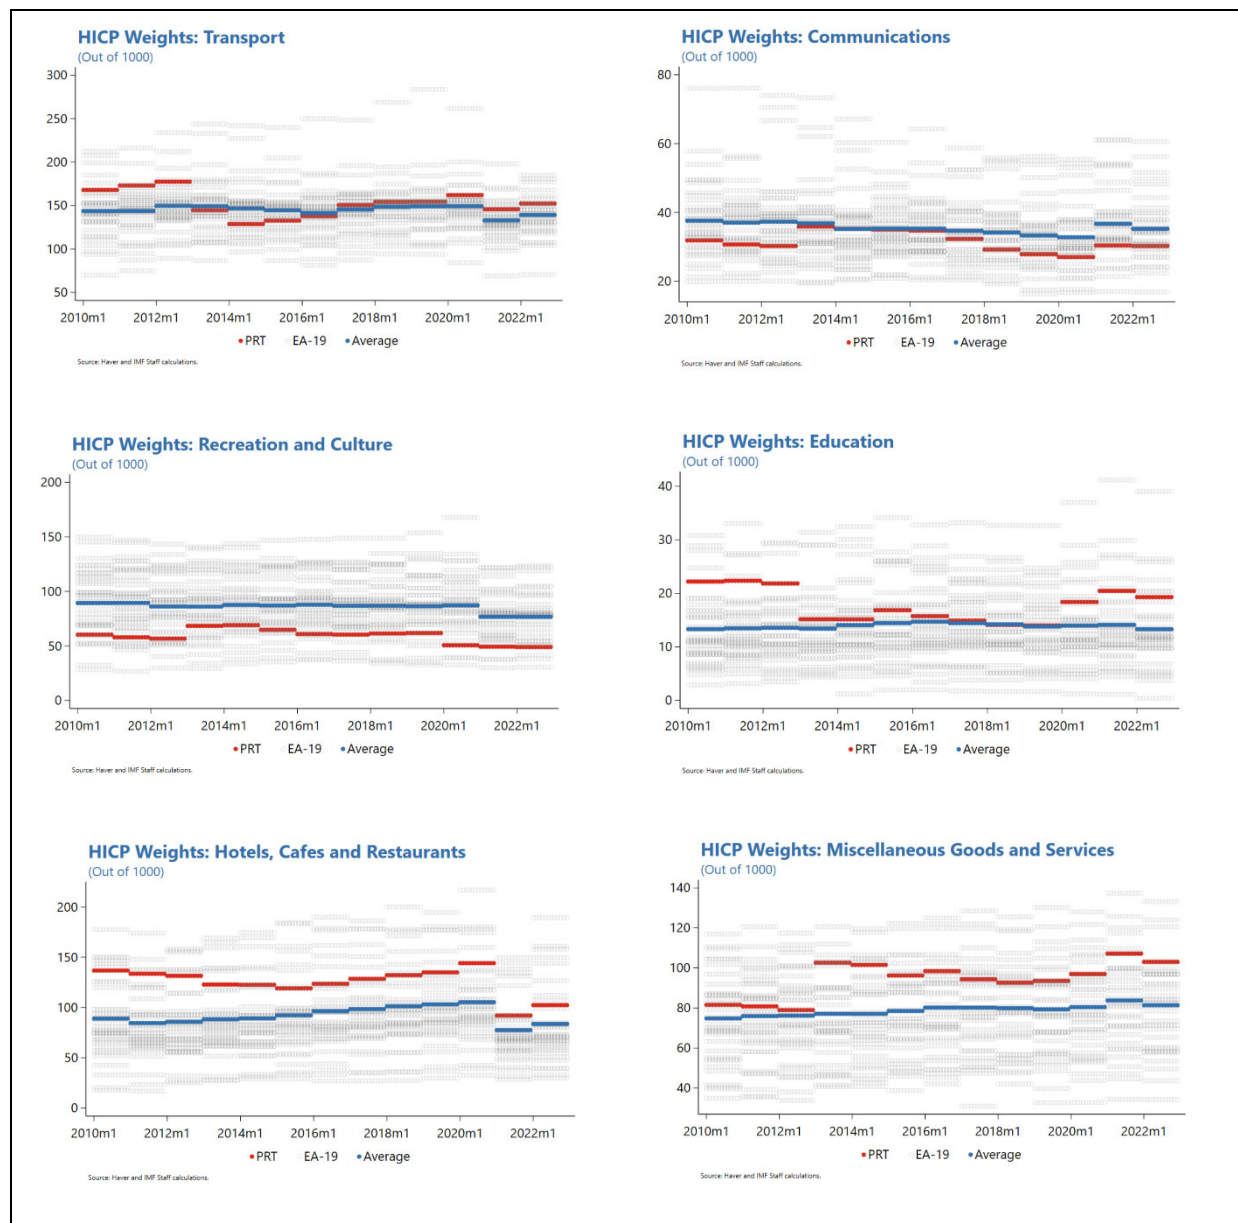 HICP Weights: Transport
(Out of 1000)
300
250
200
150
100
50
2010m1 2012m1 2014m1 2016m1 2018m1 2020m1 2022m1
PRT EA-19 Average
Source: Haver and IMF Staff calculations.
HICP Weights: Communications
(Out of 1000)
80
60
40
20
2010m1 2012m1 2014m1 2016m1 2018m1 2020m1 2022m1
PRT EA-19 Average
Source: Haver and IMF Staff calculations.
HICP Weights: Recreation and Culture
(Out of 1000)
200
150
100
50
0
2010m1 2012m1 2014m1 2016m1 2018m1 2020m1 2022m1
PRT EA-19 Average
Source: Haver and IMF Staff calculations.
HICP Weights: Education
(Out of 1000)
40
30
20
10
0
2010m1 2012m1 2014m1 2016m1 2018m1 2020m1 2022m1
PRT EA-19 Average
Source: Haver and IMF Staff calculations.
HICP Weights: Hotels, Cafes and Restaurants
(Out of 1000)
200
150
100
50
0
2010m1 2012m1 2014m1 2016m1 2018m1 2020m1 2022m1
PRT EA-19 Average
Source: Haver and IMF Staff calculations.
HICP Weights: Miscellaneous Goods and Services
(Out of 1000)
140
120
100
80
60
40
2010m1 2012m1 2014m1 2016m1 2018m1 2020m1 2022m1
PRT EA-19 Average
Source: Haver and IMF Staff calculations.